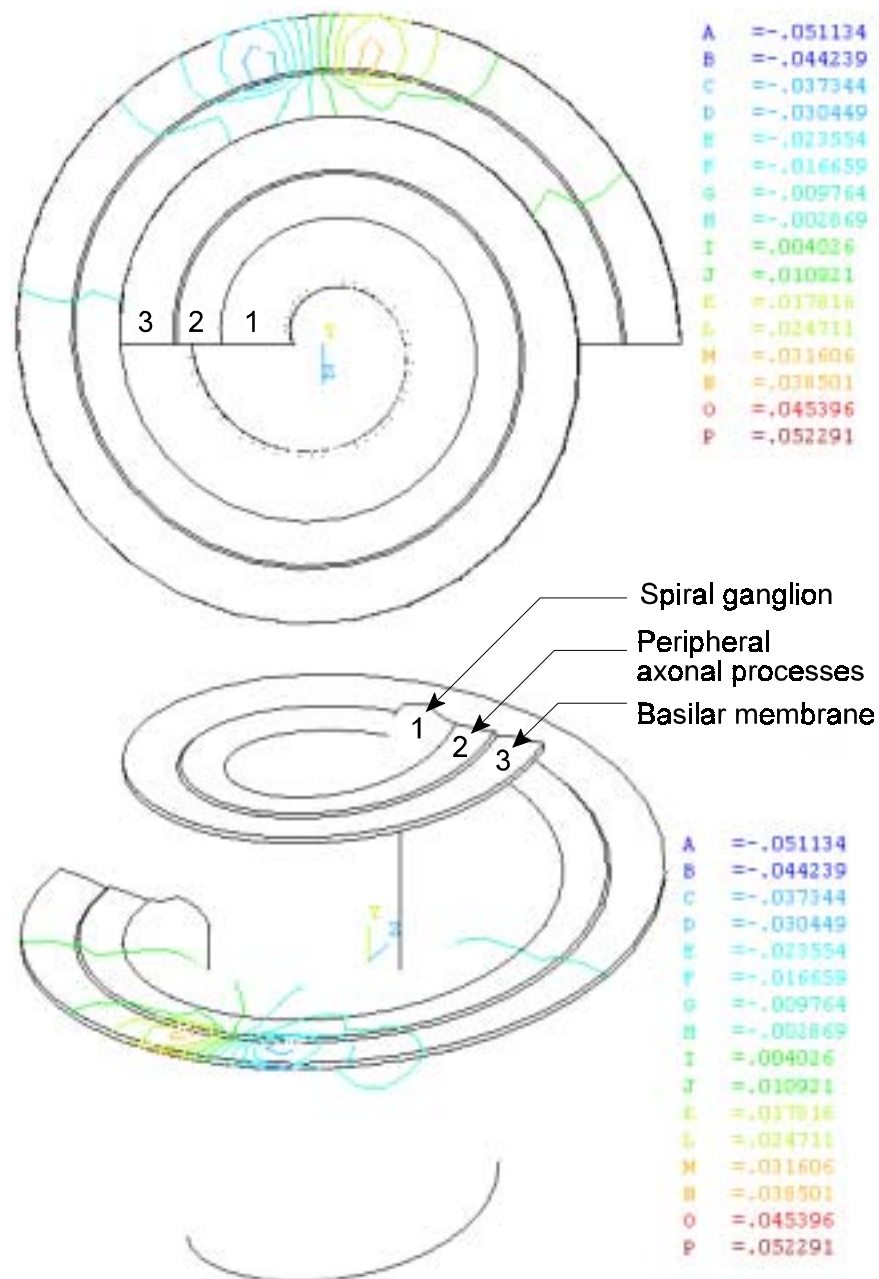 A =-.051134
B =-.044239
C =-.037344
D =-.030449
E =-.023554
F =-.016659
G =-.009764
H =-.002869
I =.004026
J =.010921
K =.017816
L =.024711
M =.031606
N =.038501
O =.045396
P =.052291
3 2 1
Y
Z
Spiral ganglion
Peripheral
axonal processes
Basilar membrane
1
2
3
Y
Z
A =-.051134
B =-.044239
C =-.037344
D =-.030449
E =-.023554
F =-.016659
G =-.009764
H =-.002869
I =.004026
J =.010921
K =.017816
L =.024711
M =.031606
N =.038501
O =.045396
P =.052291